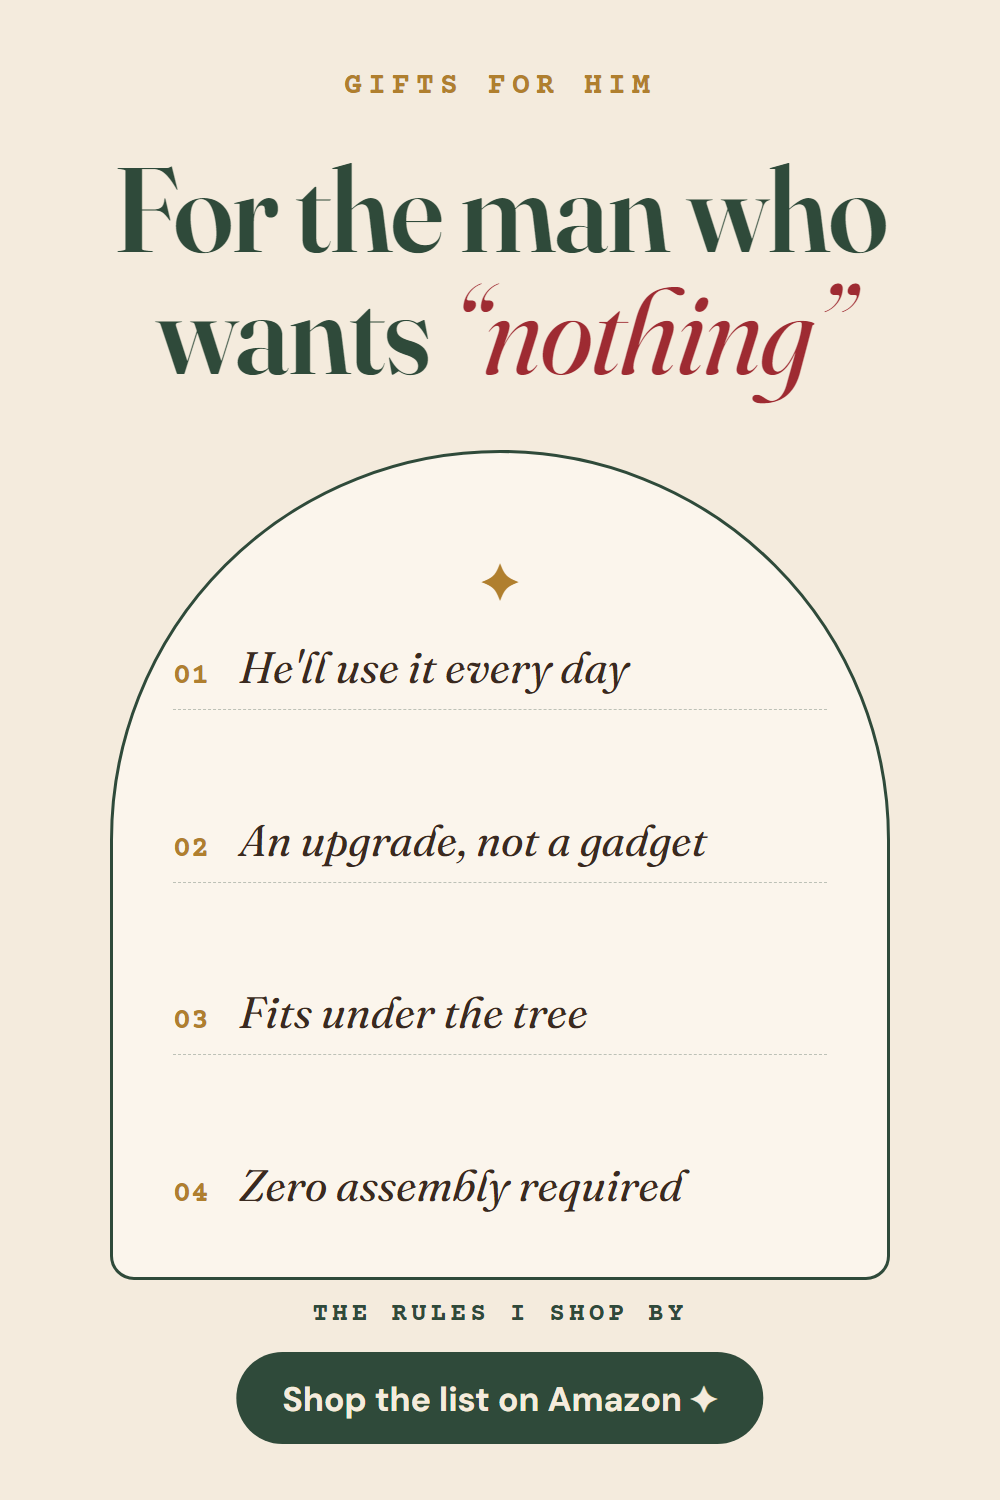 GIFTS FOR HIM
For the man who
wants “nothing”
01 He'll use it every day
02 An upgrade, not a gadget
03 Fits under the tree
04 Zero assembly required
THE RULES I SHOP BY
Shop the list on Amazon ✦